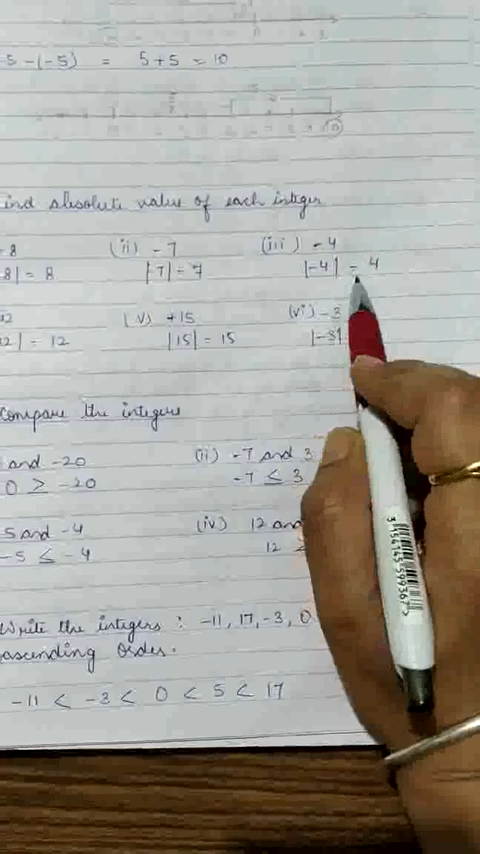 5-(-5) = 5+5 = 10
ind absolute value of each integer
8 (ii) -7 (iii) -4
8| = 8 |7| = 7 |-4| = 4
12 (v) +15 (vi) -3
12| = 12 |15| = 15 |-3|
Compare the integers
and -20 (ii) -7 and 3
0 ≥ -20 -7 ≤ 3
5 and -4 (iv) 12 and
-5 ≤ -4 12
Write the integers : -11, 17, -3, 0
ascending order.
-11 < -3 < 0 < 5 < 17
3154145599367>